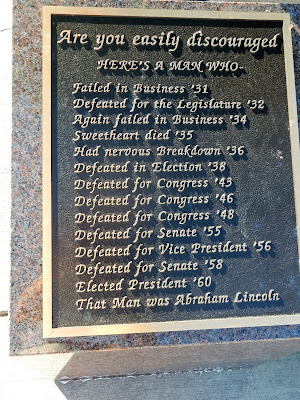 Are you easily discouraged
HERE'S A MAN WHO-
Failed in Business '31
Defeated for the Legislature '32
Again failed in Business '34
Sweetheart died '35
Had nervous Breakdown '36
Defeated in Election '38
Defeated for Congress '43
Defeated for Congress '46
Defeated for Congress '48
Defeated for Senate '55
Defeated for Vice President '56
Defeated for Senate '58
Elected President '60
That Man was Abraham Lincoln